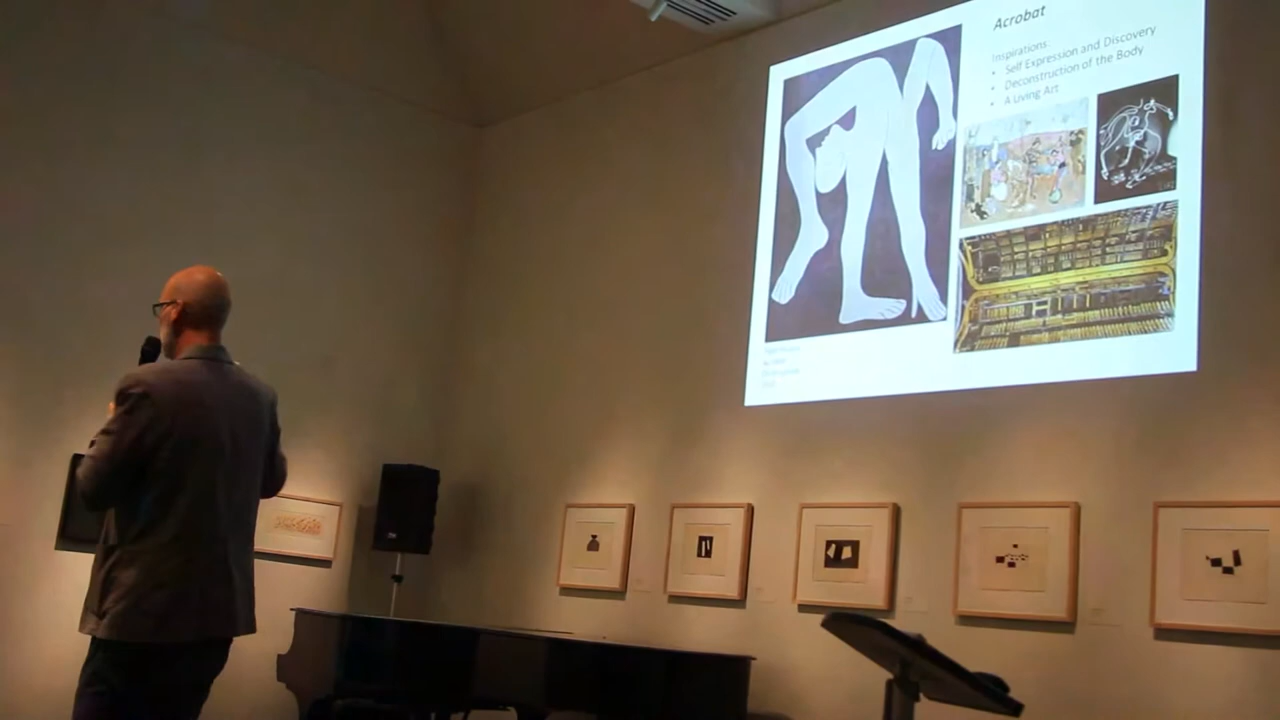 Acrobat
Inspirations:
• Self Expression and Discovery
• Deconstruction of the Body
• A Living Art